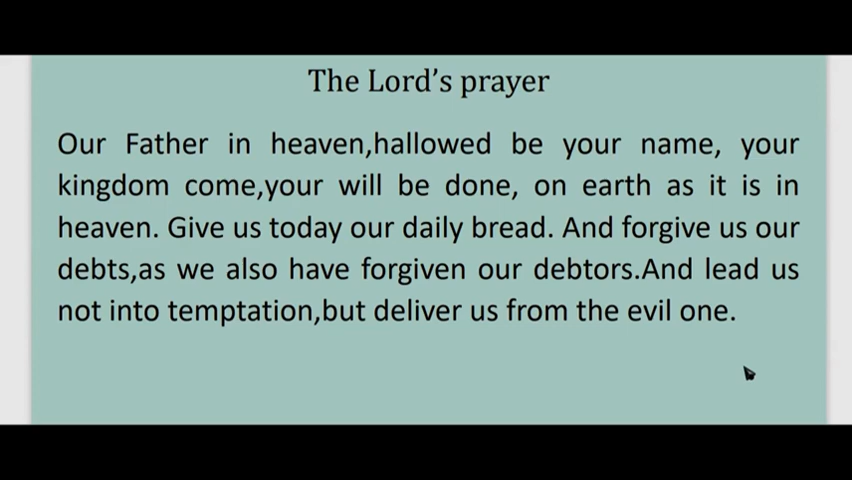 The Lord’s prayer
Our Father in heaven,hallowed be your name, your
kingdom come,your will be done, on earth as it is in
heaven. Give us today our daily bread. And forgive us our
debts,as we also have forgiven our debtors.And lead us
not into temptation,but deliver us from the evil one.